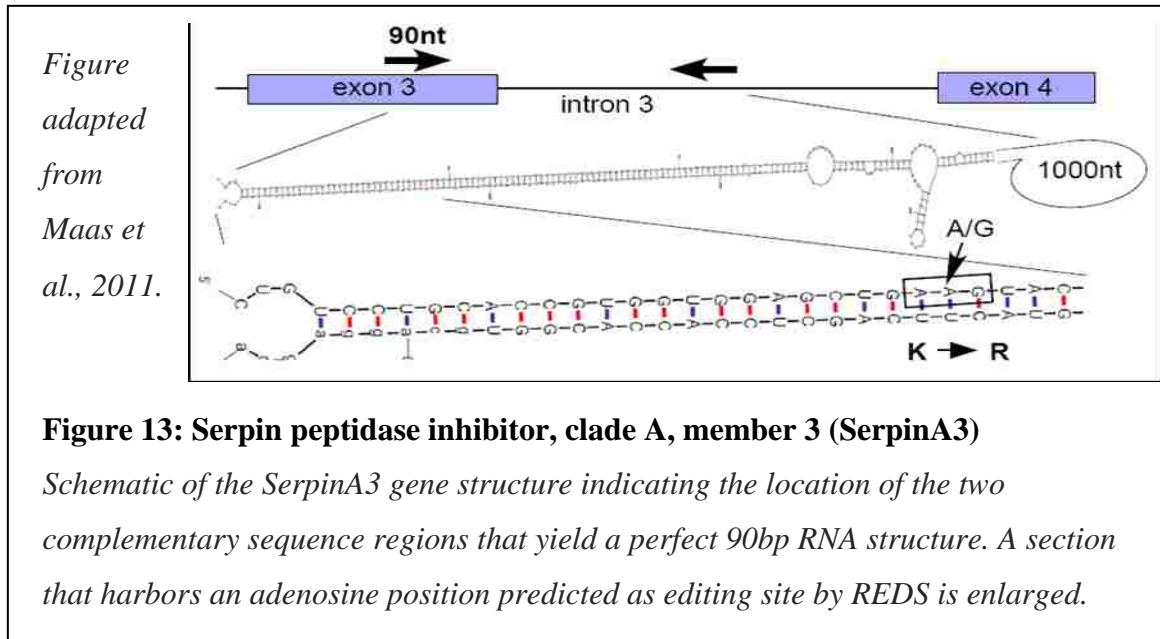 Figure
adapted
from
Maas et
al., 2011.
90nt
exon 3
intron 3
exon 4
1000nt
A/G
5'
C U G U C C U G C A C C G U G G U G G A G C U G A A G U A C
U G G C A C C A C C U C G A C U U C A U G
K R
Figure 13: Serpin peptidase inhibitor, clade A, member 3 (SerpinA3)
Schematic of the SerpinA3 gene structure indicating the location of the two
complementary sequence regions that yield a perfect 90bp RNA structure. A section
that harbors an adenosine position predicted as editing site by REDS is enlarged.